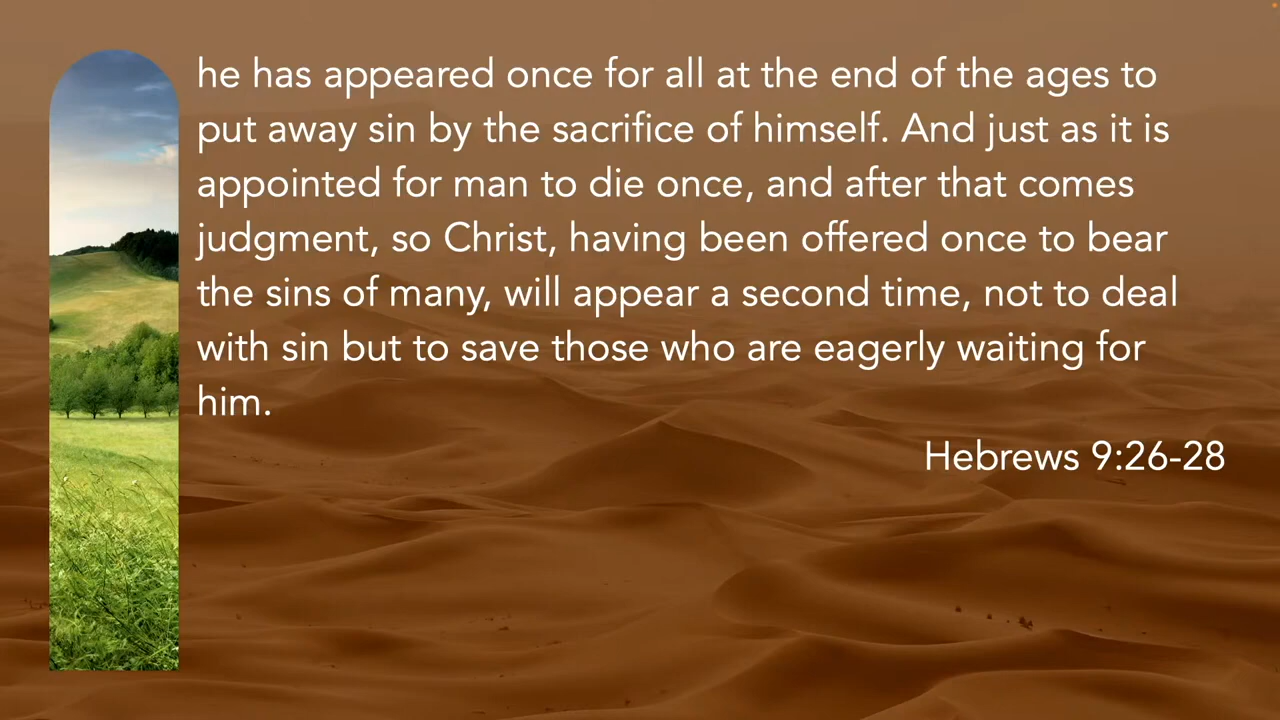 he has appeared once for all at the end of the ages to
put away sin by the sacrifice of himself. And just as it is
appointed for man to die once, and after that comes
judgment, so Christ, having been offered once to bear
the sins of many, will appear a second time, not to deal
with sin but to save those who are eagerly waiting for
him.
Hebrews 9:26-28